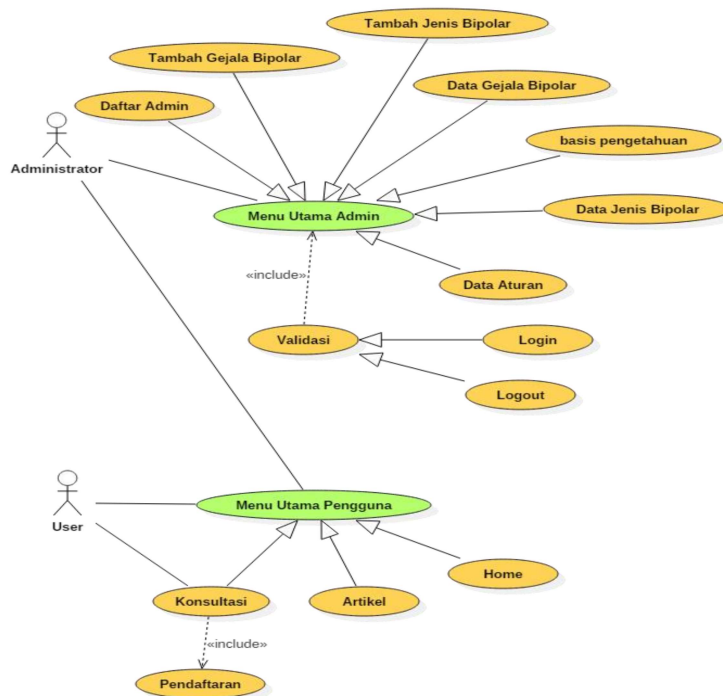 Tambah Jenis Bipolar
Tambah Gejala Bipolar
Data Gejala Bipolar
Daftar Admin
basis pengetahuan
Administrator
Data Jenis Bipolar
Menu Utama Admin
«include»
Data Aturan
Validasi
Login
Logout
Menu Utama Pengguna
User
Home
Konsultasi
Artikel
«include»
Pendaftaran